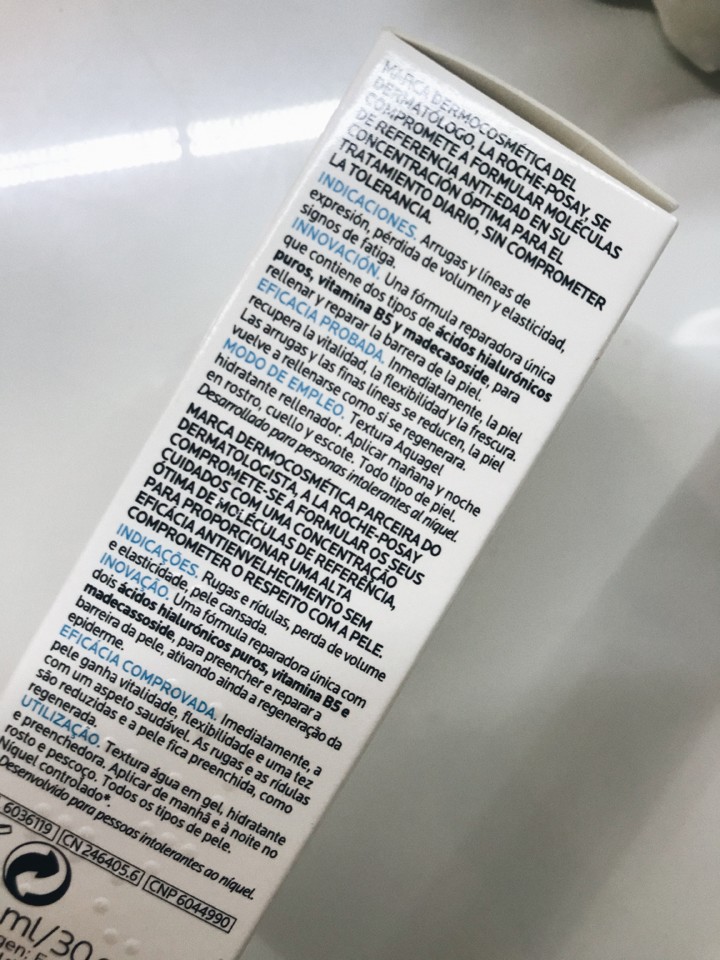 MARCA DERMOCOSMÉTICA DEL
DERMATÓLOGO, LA ROCHE-POSAY, SE
COMPROMETE A FORMULAR MOLÉCULAS
DE REFERENCIA ANTI-EDAD EN SU
CONCENTRACIÓN ÓPTIMA PARA EL
TRATAMIENTO DIARIO, SIN COMPROMETER
LA TOLERANCIA.
INDICACIONES. Arrugas y líneas de
expresión, pérdida de volumen y elasticidad,
signos de fatiga.
INNOVACIÓN. Una fórmula reparadora única
que contiene dos tipos de ácidos hialurónicos
puros, vitamina B5 y madecasoside, para
rellenar y reparar la barrera de la piel.
EFICACIA PROBADA. Inmediatamente, la piel
recupera la vitalidad, la flexibilidad y la frescura.
Las arrugas y las finas líneas se reducen, la piel
vuelve a rellenarse como si se regenerara.
MODO DE EMPLEO. Textura Aquagel
hidratante rellenador. Aplicar mañana y noche
en rostro, cuello y escote. Todo tipo de piel.
Desarrollado para personas intolerantes al níquel.
MARCA DERMOCOSMÉTICA PARCEIRA DO
DERMATOLOGISTA, A LA ROCHE-POSAY
COMPROMETE-SE A FORMULAR OS SEUS
CUIDADOS COM UMA CONCENTRAÇÃO
ÓTIMA DE MOLÉCULAS DE REFERÊNCIA,
PARA PROPORCIONAR UMA ALTA
EFICÁCIA ANTIENVELHECIMENTO SEM
COMPROMETER O RESPEITO COM A PELE.
INDICAÇÕES. Rugas e rídulas, perda de volume
e elasticidade, pele cansada.
INOVAÇÃO. Uma fórmula reparadora única com
dois ácidos hialurónicos puros, vitamina B5 e
madecassoside, para preencher e reparar a
barreira da pele, ativando ainda a regeneração da
epiderme.
EFICÁCIA COMPROVADA. Imediatamente, a
pele ganha vitalidade, flexibilidade e uma tez
com um aspeto saudável. As rugas e as rídulas
são reduzidas e a pele fica preenchida, como
regenerada.
UTILIZAÇÃO. Textura água em gel, hidratante
e preenchedora. Aplicar de manhã e à noite no
rosto e pescoço. Todos os tipos de pele.
Níquel controlado*.
Desenvolvido para pessoas intolerantes ao níquel.
6036119 CN 246405.6 CNP 6044990
ml/30